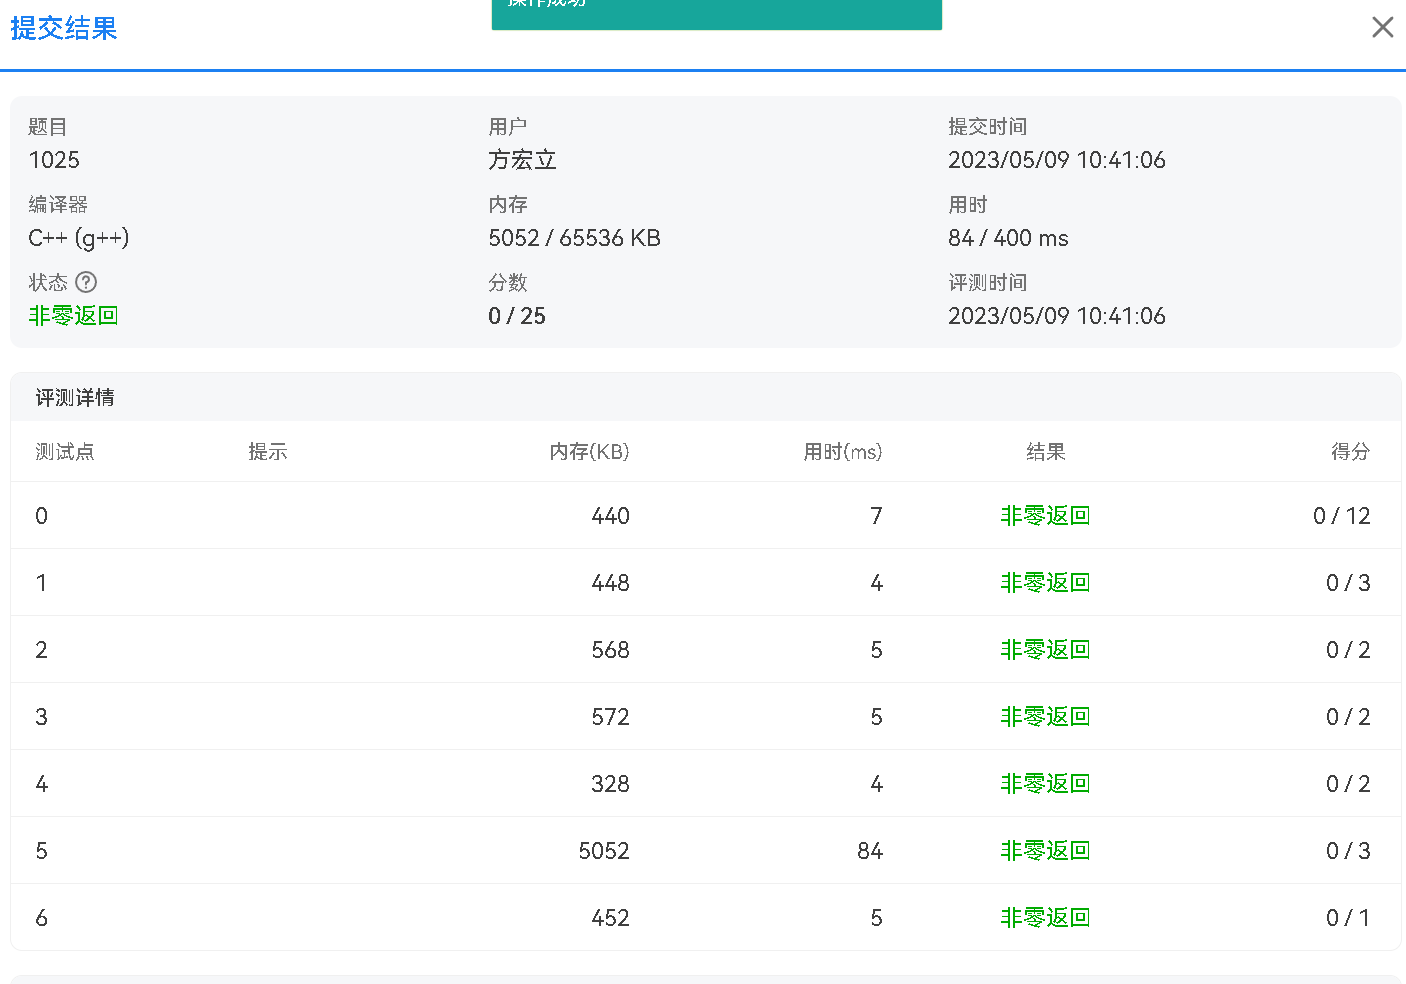 操作成功
提交结果
题目 用户 提交时间
1025 方宏立 2023/05/09 10:41:06
编译器 内存 用时
C++ (g++) 5052 / 65536 KB 84 / 400 ms
状态 ? 分数 评测时间
非零返回 0 / 25 2023/05/09 10:41:06
评测详情
测试点 提示 内存(KB) 用时(ms) 结果 得分
0 440 7 非零返回 0 / 12
1 448 4 非零返回 0 / 3
2 568 5 非零返回 0 / 2
3 572 5 非零返回 0 / 2
4 328 4 非零返回 0 / 2
5 5052 84 非零返回 0 / 3
6 452 5 非零返回 0 / 1